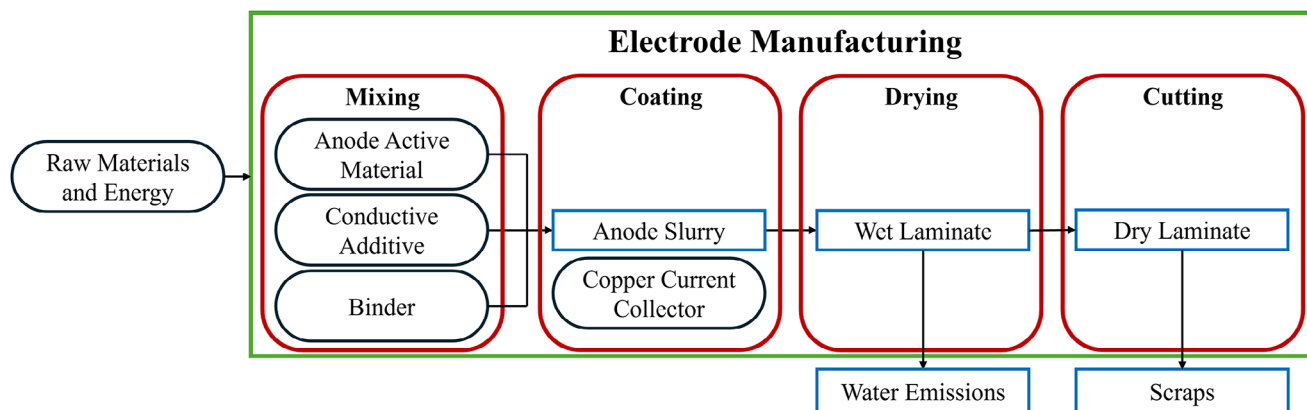 Electrode Manufacturing
Mixing
Coating
Drying
Cutting
Raw Materials
and Energy
Anode Active
Material
Conductive
Additive
Binder
Anode Slurry
Copper Current
Collector
Wet Laminate
Dry Laminate
Water Emissions
Scraps